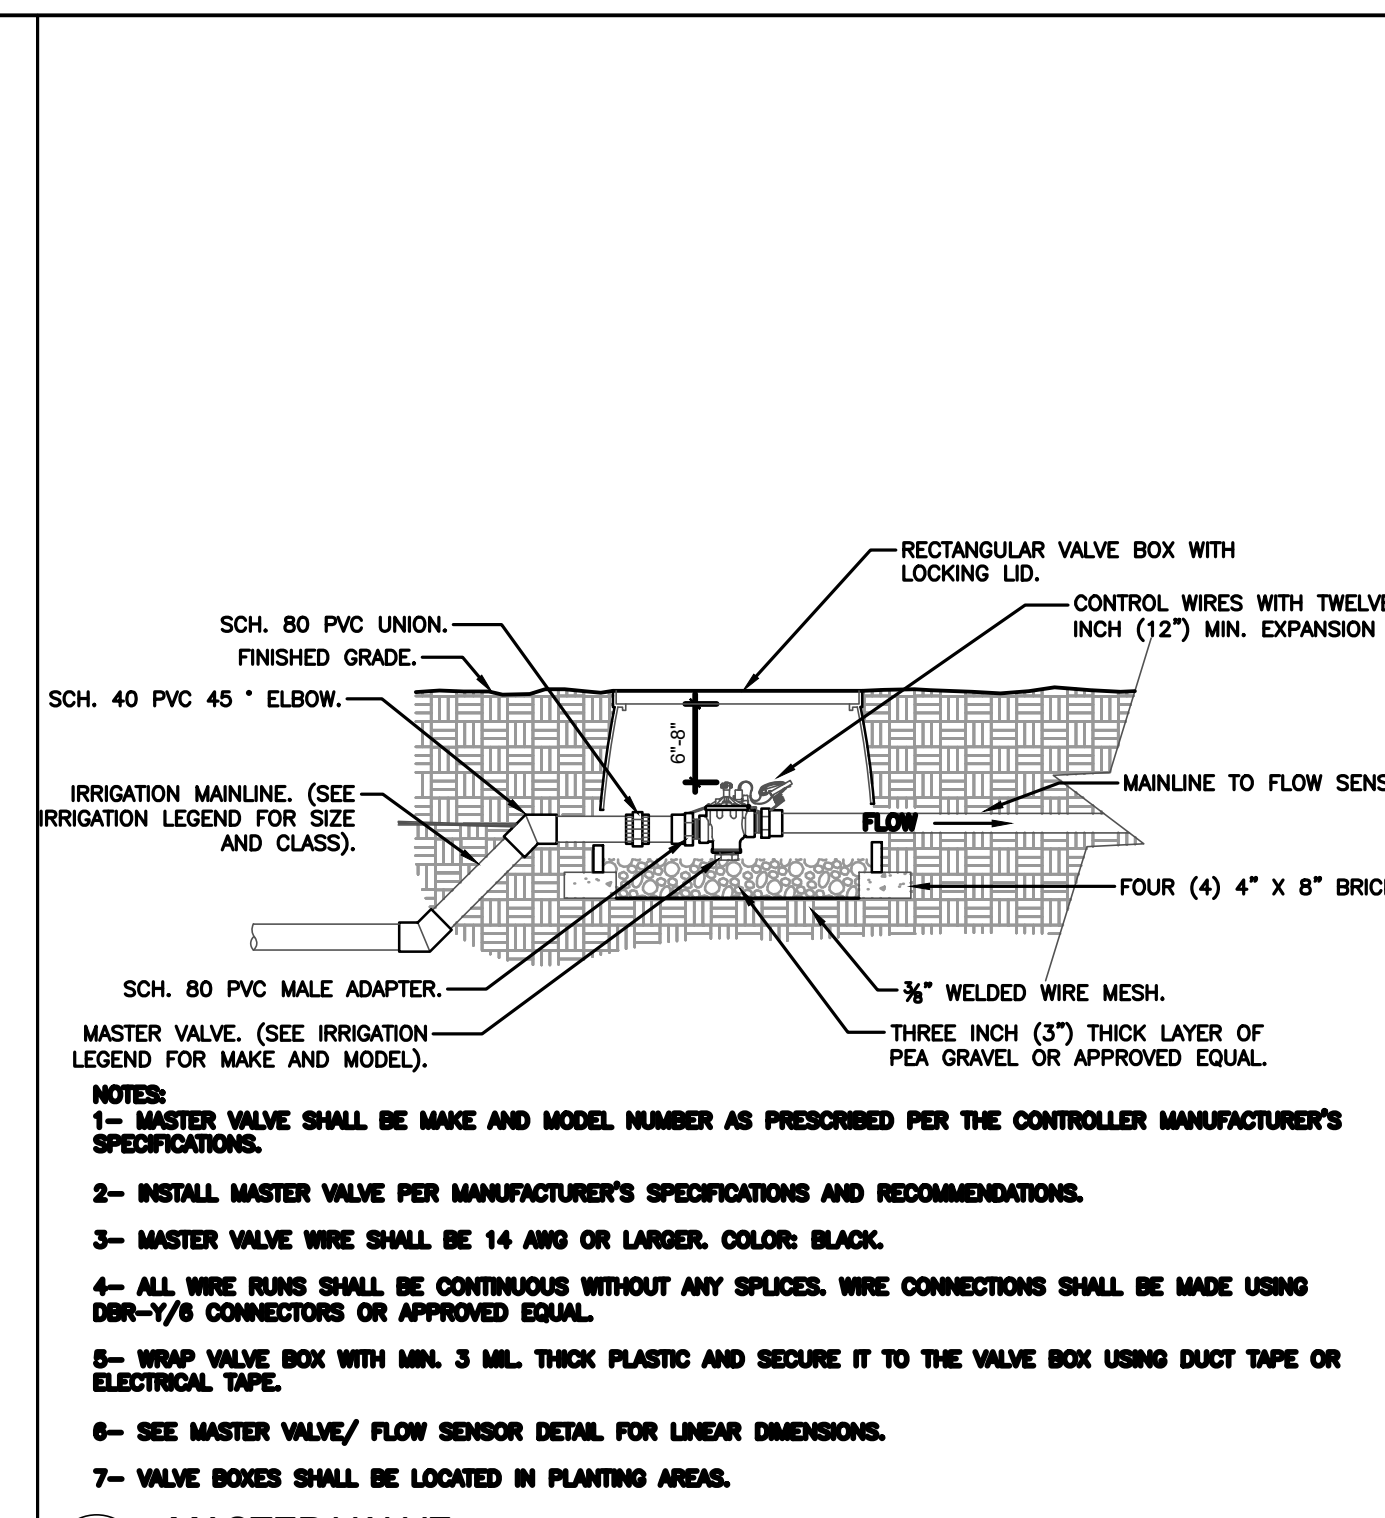 RECTANGULAR VALVE BOX WITH
LOCKING LID.
CONTROL WIRES WITH TWELVE
INCH (12") MIN. EXPANSION
SCH. 80 PVC UNION.
FINISHED GRADE.
SCH. 40 PVC 45 ° ELBOW.
6"-8"
IRRIGATION MAINLINE. (SEE
IRRIGATION LEGEND FOR SIZE
AND CLASS).
MAINLINE TO FLOW
FLOW
FOUR (4) 4" X 8"
SCH. 80 PVC MALE ADAPTER.
⅜" WELDED WIRE MESH.
MASTER VALVE. (SEE IRRIGATION
LEGEND FOR MAKE AND MODEL).
THREE INCH (3") THICK LAYER OF
PEA GRAVEL OR APPROVED EQUAL.
NOTES:
1- MASTER VALVE SHALL BE MAKE AND MODEL NUMBER AS PRESCRIBED PER THE CONTROLLER MANUFACTURER'S
SPECIFICATIONS.
2- INSTALL MASTER VALVE PER MANUFACTURER'S SPECIFICATIONS AND RECOMMENDATIONS.
3- MASTER VALVE WIRE SHALL BE 14 AWG OR LARGER. COLOR: BLACK.
4- ALL WIRE RUNS SHALL BE CONTINUOUS WITHOUT ANY SPLICES. WIRE CONNECTIONS SHALL BE MADE USING
DBR-Y/6 CONNECTORS OR APPROVED EQUAL.
5- WRAP VALVE BOX WITH MIN. 3 MIL. THICK PLASTIC AND SECURE IT TO THE VALVE BOX USING DUCT TAPE OR
ELECTRICAL TAPE.
6- SEE MASTER VALVE/ FLOW SENSOR DETAIL FOR LINEAR DIMENSIONS.
7- VALVE BOXES SHALL BE LOCATED IN PLANTING AREAS.